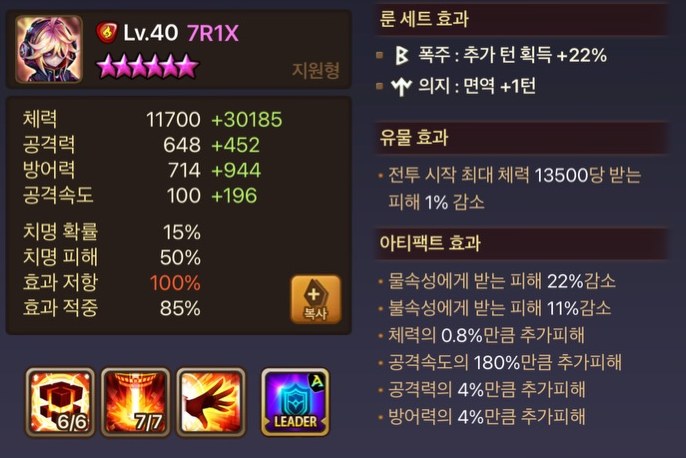 Lv.40 7R1X
지원형
체력 11700 +30185
공격력 648 +452
방어력 714 +944
공격속도 100 +196
치명 확률 15%
치명 피해 50%
효과 저항 100%
효과 적중 85%
복사
6/6
7/7
A
LEADER
룬 세트 효과
폭주 : 추가 턴 획득 +22%
의지 : 면역 +1턴
유물 효과
• 전투 시작 최대 체력 13500당 받는
피해 1% 감소
아티팩트 효과
• 물속성에게 받는 피해 22%감소
• 불속성에게 받는 피해 11%감소
• 체력의 0.8%만큼 추가피해
• 공격속도의 180%만큼 추가피해
• 공격력의 4%만큼 추가피해
• 방어력의 4%만큼 추가피해